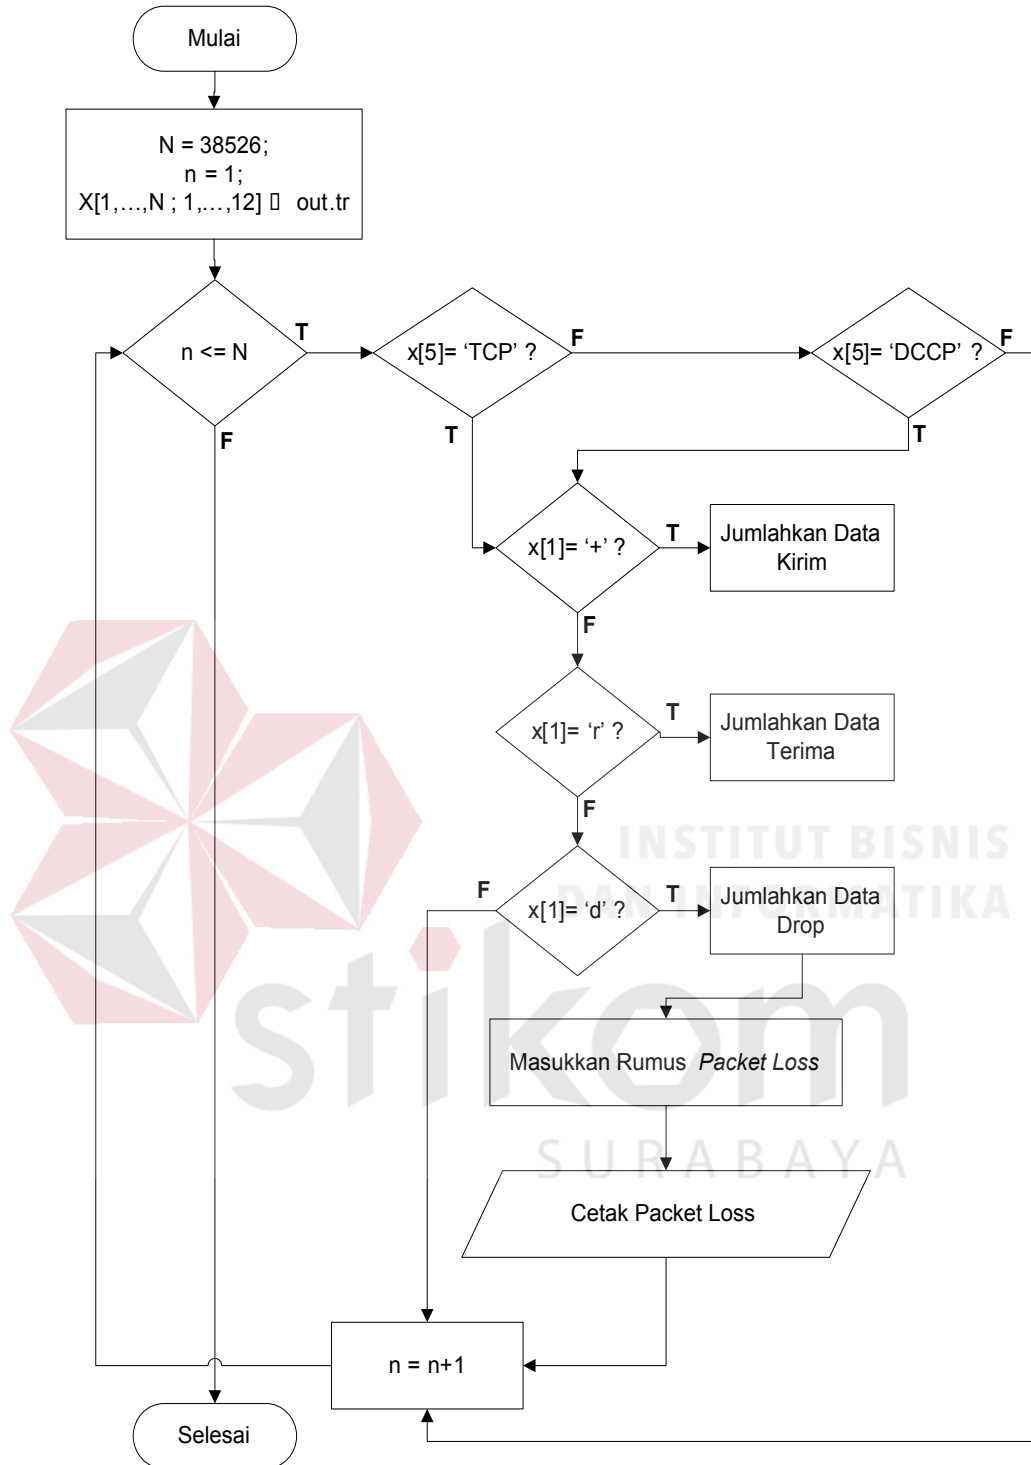 Mulai
N = 38526;
n = 1;
X[1,…,N ; 1,…,12] ▯ out.tr
n <= N
T
F
x[5]= ‘TCP’ ?
F
T
x[5]= ‘DCCP’ ?
F
T
x[1]= ‘+’ ?
T
F
Jumlahkan Data
Kirim
x[1]= ‘r’ ?
T
F
Jumlahkan Data
Terima
x[1]= ‘d’ ?
F
T
Jumlahkan Data
Drop
Masukkan Rumus Packet Loss
Cetak Packet Loss
n = n+1
Selesai
INSTITUT BISNIS
DAN INFORMATIKA
stikom
SURABAYA